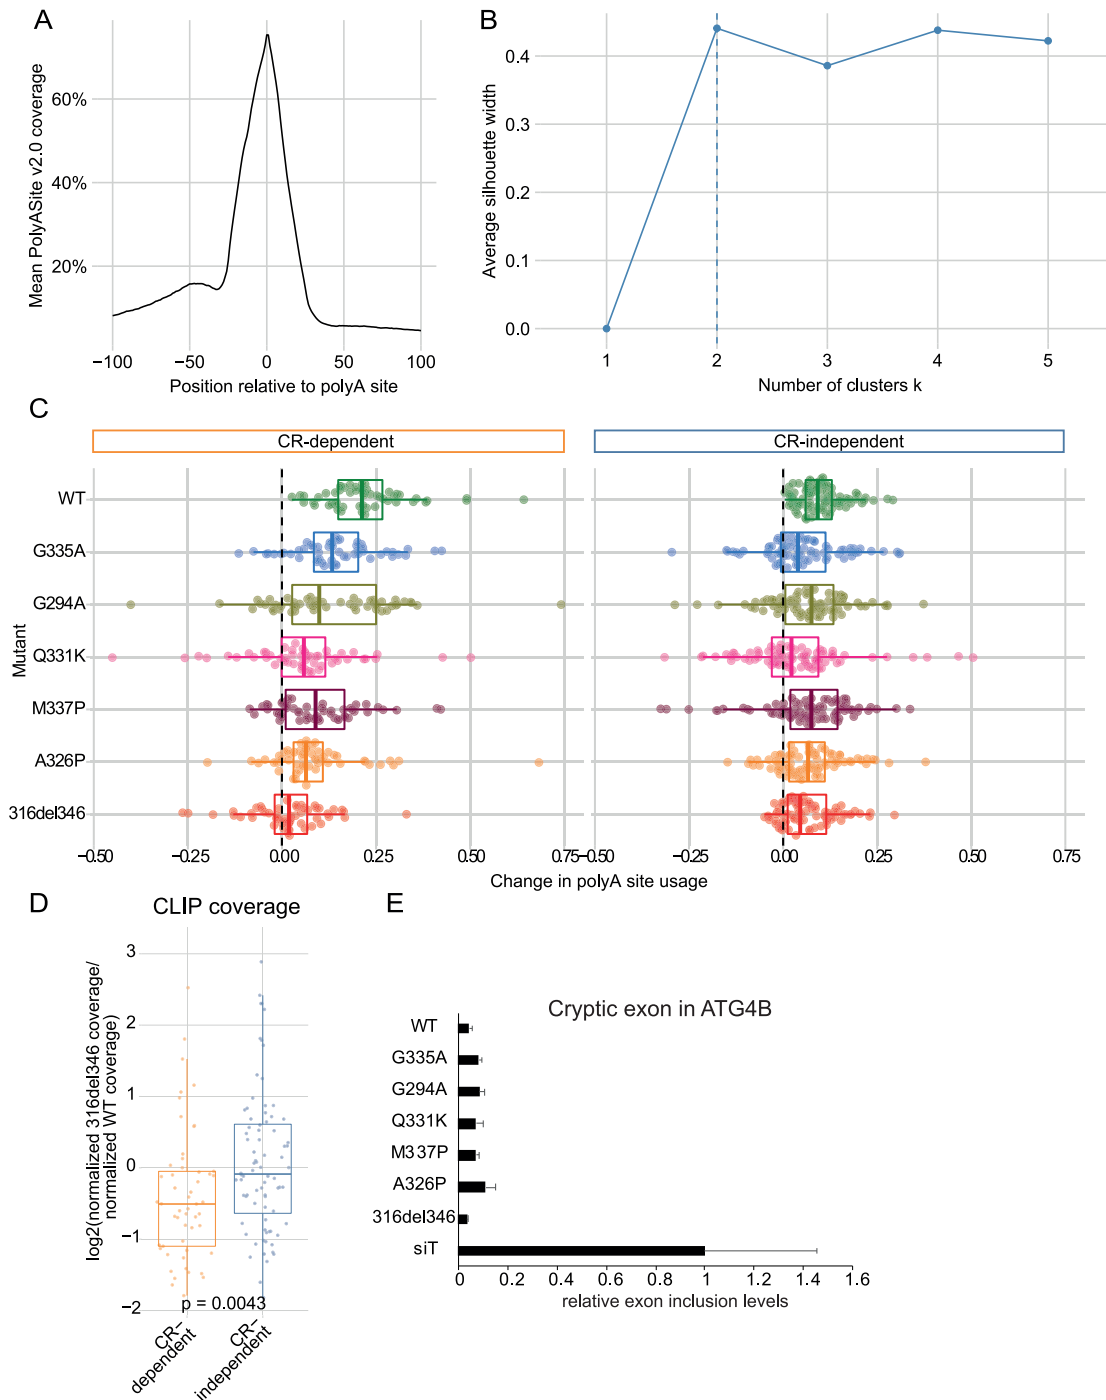 A
Mean PolyASite v2.0 coverage
60%
40%
20%
−100
−50
0
50
100
Position relative to polyA site
B
Average silhouette width
0.4
0.3
0.2
0.1
0.0
1
2
3
4
5
Number of clusters k
C
CR-dependent
CR-independent
Mutant
WT
G335A
G294A
Q331K
M337P
A326P
316del346
−0.50
−0.25
0.00
0.25
0.50
0.75
−0.50
−0.25
0.00
0.25
0.50
0.75
Change in polyA site usage
D
CLIP coverage
log2(normalized 316del346 coverage/
normalized WT coverage)
3
2
1
0
−1
−2
p = 0.0043
CR−
dependent
CR−
independent
E
Cryptic exon in ATG4B
WT
G335A
G294A
Q331K
M337P
A326P
316del346
siT
0
0.2
0.4
0.6
0.8
1
1.2
1.4
1.6
relative exon inclusion levels